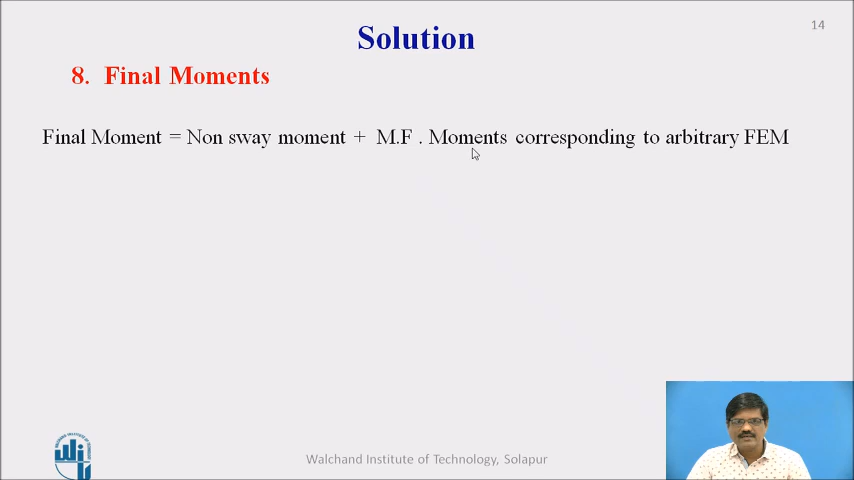 14
Solution
8. Final Moments
Final Moment = Non sway moment + M.F . Moments corresponding to arbitrary FEM
Walchand Institute of Technology, Solapur